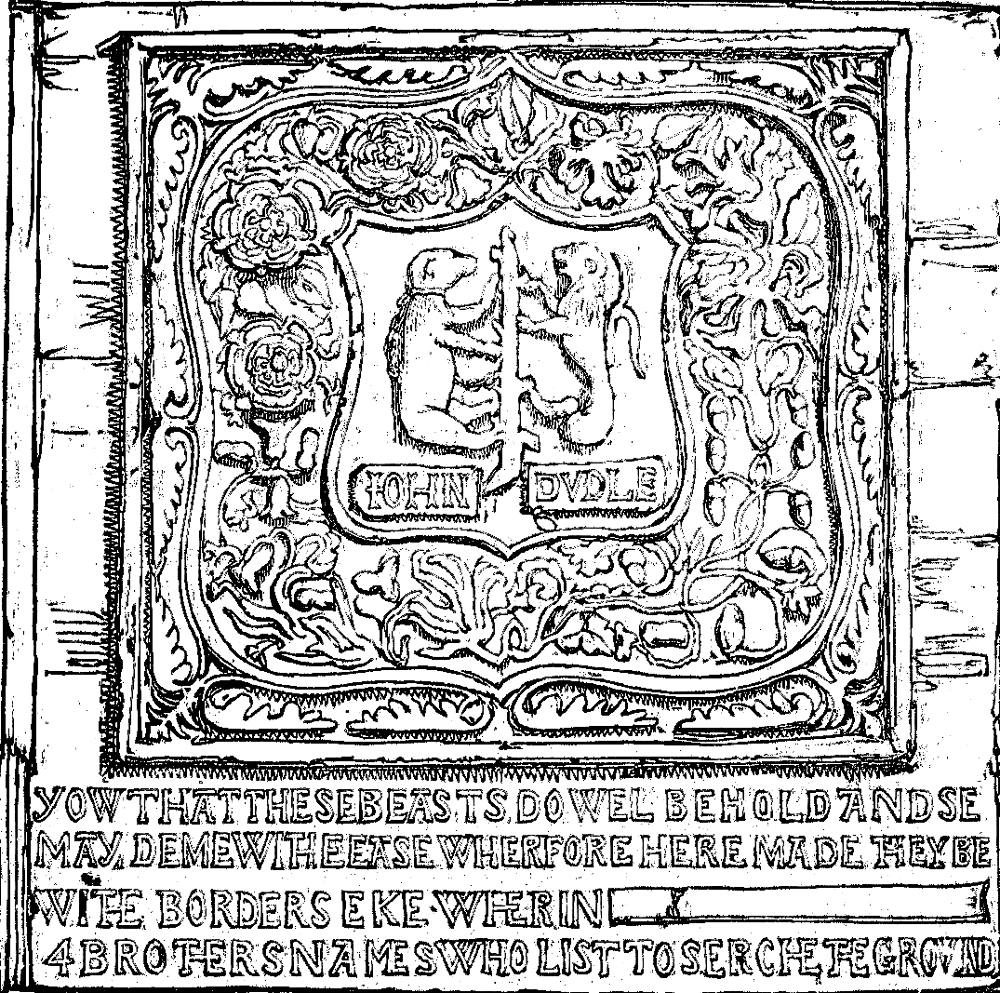 IOHN DVDLE
YOW THAT THESE BEASTS DO WEL BEHOLD AND SE
MAY DEME WITH EASE WHERFORE HERE MADE THEY BE
WITH BORDERS EKE WHERIN
4 BROTHERS NAMES WHO LIST TO SERCHE THE GROVND